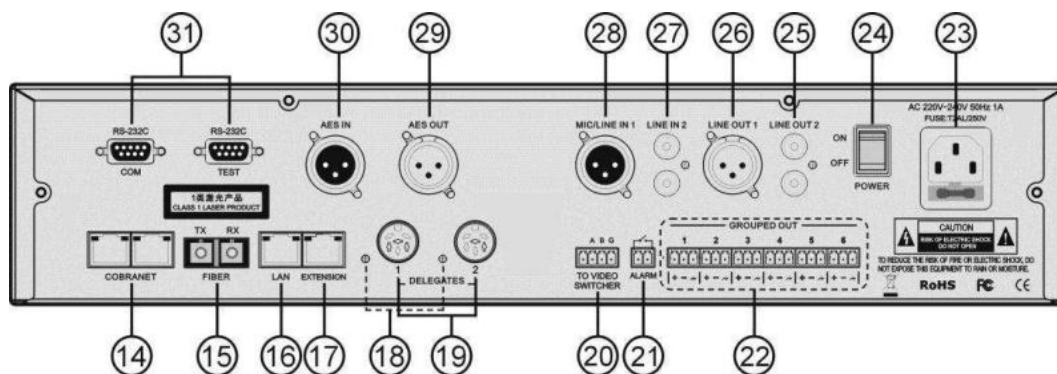 31 30 29 28 27 26 25 24 23
RS-232C RS-232C AES IN AES OUT MIC/LINE IN 1 LINE IN 2 LINE OUT 1 LINE OUT 2
AC 220V~240V 50Hz 1A
FUSE:T2AL/250V
ON
OFF
POWER
COM TEST
1类激光产品
CLASS 1 LASER PRODUCT
TX RX
COBRANET FIBER LAN EXTENSION
1 DELEGATES 2
A B G
TO VIDEO
SWITCHER
ALARM
GROUPED OUT
1 2 3 4 5 6
CAUTION
RISK OF ELECTRIC SHOCK
DO NOT OPEN
TO REDUCE THE RISK OF FIRE OR ELECTRIC SHOCK, DO
NOT EXPOSE THIS EQUIPMENT TO RAIN OR MOISTURE.
RoHS FC CE
14 15 16 17 18 19 20 21 22